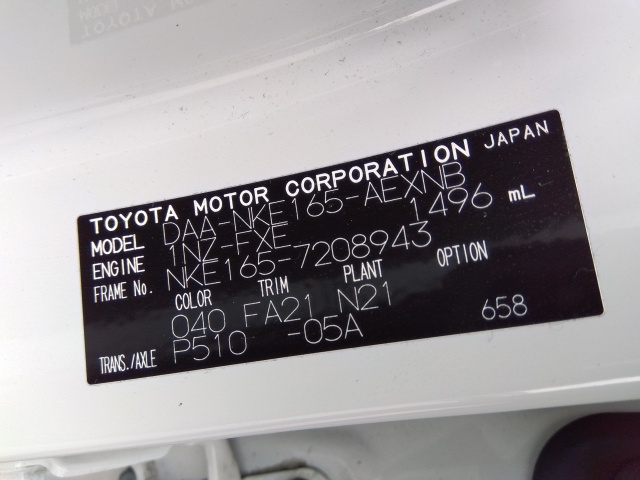 TOYOTA MOTOR CORPORATION JAPAN
MODEL DAA-NKE165-AEXNB
ENGINE 1NZ-FXE 1496 mL
FRAME No. NKE165-7208943
COLOR TRIM PLANT OPTION
040 FA21 N21
TRANS./AXLE P510 -05A 658